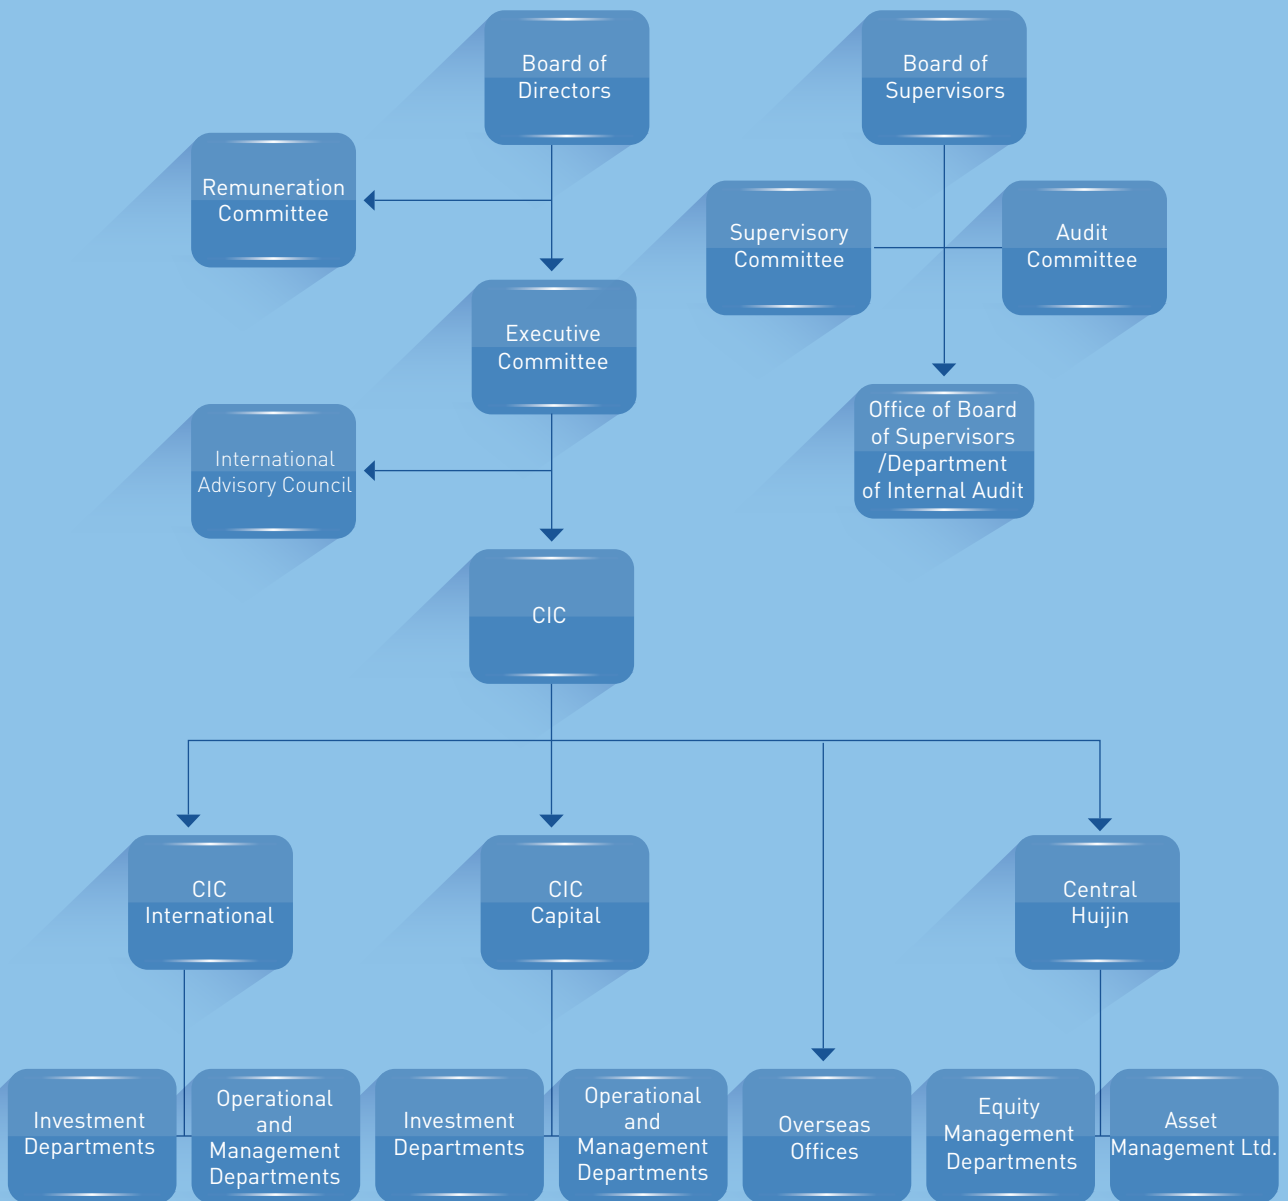 Board of
Directors
Board of
Supervisors
Remuneration
Committee
Supervisory
Committee
Audit
Committee
Executive
Committee
International
Advisory Council
Office of Board
of Supervisors
/Department
of Internal Audit
CIC
CIC
International
CIC
Capital
Central
Huijin
Investment
Departments
Operational
and
Management
Departments
Investment
Departments
Operational
and
Management
Departments
Overseas
Offices
Equity
Management
Departments
Asset
Management Ltd.